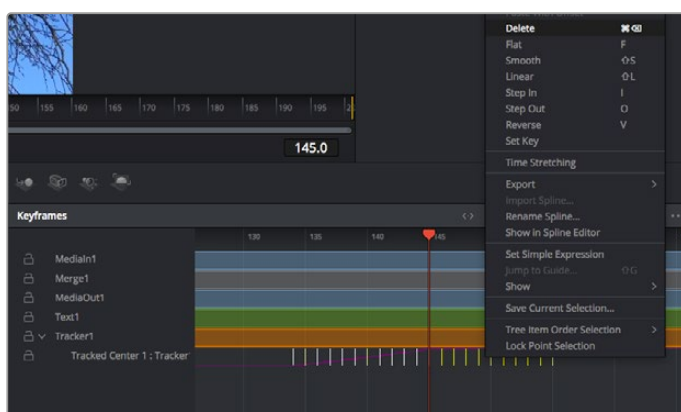 Delete ⌘⌫
Flat F
Smooth ⇧S
Linear ⇧L
Step In I
Step Out O
Reverse V
Set Key
Time Stretching
Export >
Import Spline...
Rename Spline...
Show in Spline Editor
Set Simple Expression
Jump to Guide... ⇧G
Show >
Save Current Selection...
Tree Item Order Selection >
Lock Point Selection
50 155 160 165 170 175 180 185 190 195
145.0
Keyframes
130 135 140 145
MediaIn1
Merge1
MediaOut1
Text1
Tracker1
Tracked Center 1 : Tracker